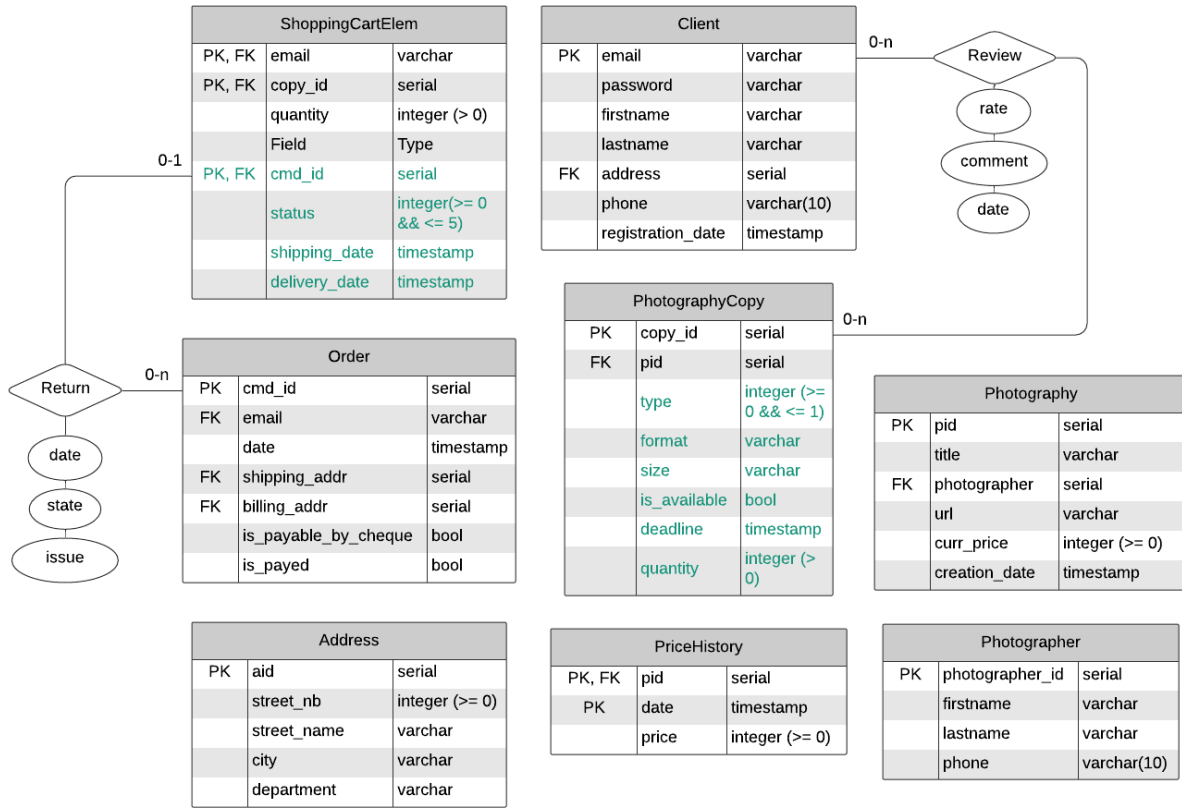 ShoppingCartElem
PK, FK email varchar
PK, FK copy_id serial
quantity integer (> 0)
Field Type
PK, FK cmd_id serial
status integer(>= 0
&& <= 5)
shipping_date timestamp
delivery_date timestamp
0-1
Client
PK email varchar
password varchar
firstname varchar
lastname varchar
FK address serial
phone varchar(10)
registration_date timestamp
0-n
Review
rate
comment
date
PhotographyCopy
PK copy_id serial
FK pid serial
type integer (>=
0 && <= 1)
format varchar
size varchar
is_available bool
deadline timestamp
quantity integer (>
0)
0-n
Return
date
state
issue
0-n
Order
PK cmd_id serial
FK email varchar
date timestamp
FK shipping_addr serial
FK billing_addr serial
is_payable_by_cheque bool
is_payed bool
Photography
PK pid serial
title varchar
FK photographer serial
url varchar
curr_price integer (>= 0)
creation_date timestamp
Address
PK aid serial
street_nb integer (>= 0)
street_name varchar
city varchar
department varchar
PriceHistory
PK, FK pid serial
PK date timestamp
price integer (>= 0)
Photographer
PK photographer_id serial
firstname varchar
lastname varchar
phone varchar(10)